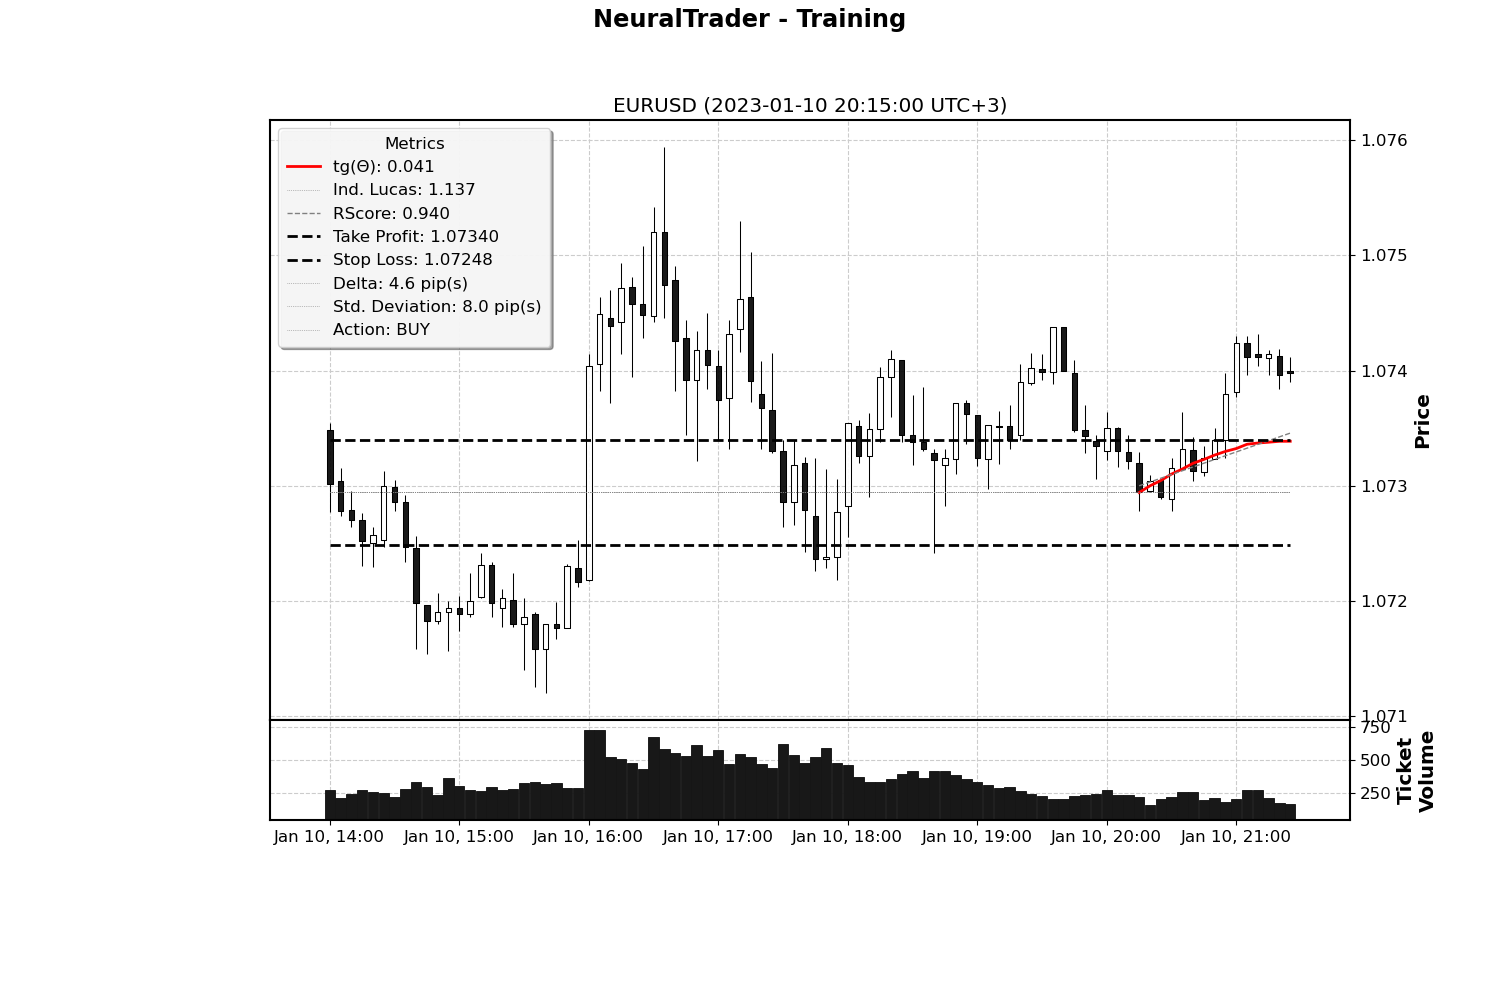 NeuralTrader - Training
EURUSD (2023-01-10 20:15:00 UTC+3)
Metrics
tg(Θ): 0.041
Ind. Lucas: 1.137
RScore: 0.940
Take Profit: 1.07340
Stop Loss: 1.07248
Delta: 4.6 pip(s)
Std. Deviation: 8.0 pip(s)
Action: BUY
1.076
1.075
1.074
1.073
1.072
1.071
Price
750
500
250
Ticket
Volume
Jan 10, 14:00
Jan 10, 15:00
Jan 10, 16:00
Jan 10, 17:00
Jan 10, 18:00
Jan 10, 19:00
Jan 10, 20:00
Jan 10, 21:00